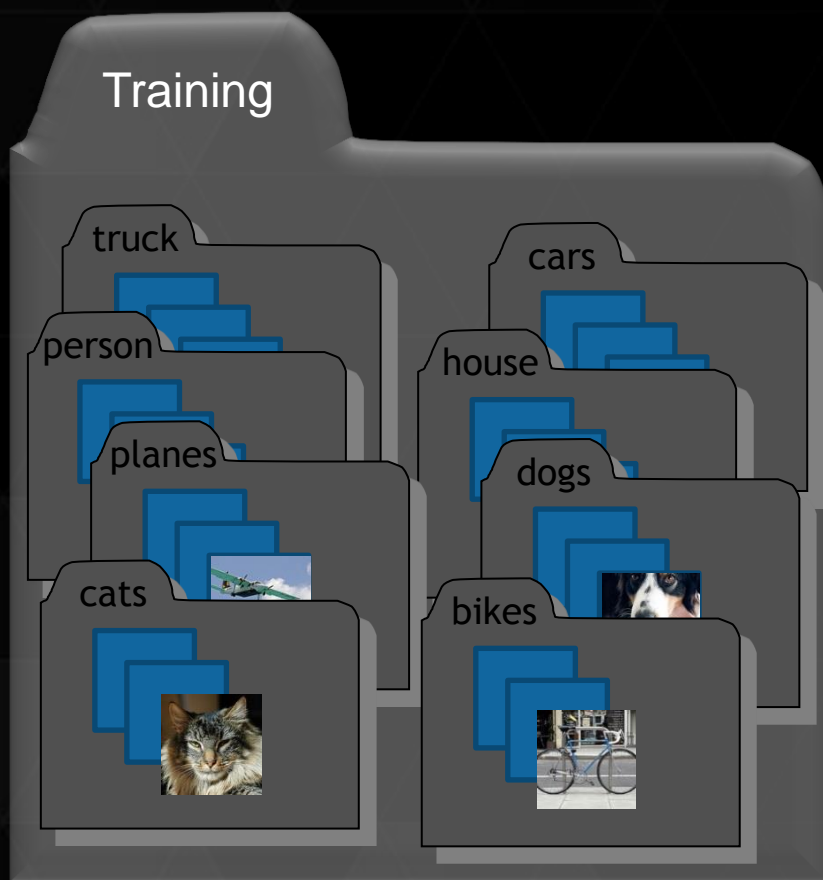 Training
truck
cars
person
house
planes
dogs
cats
bikes